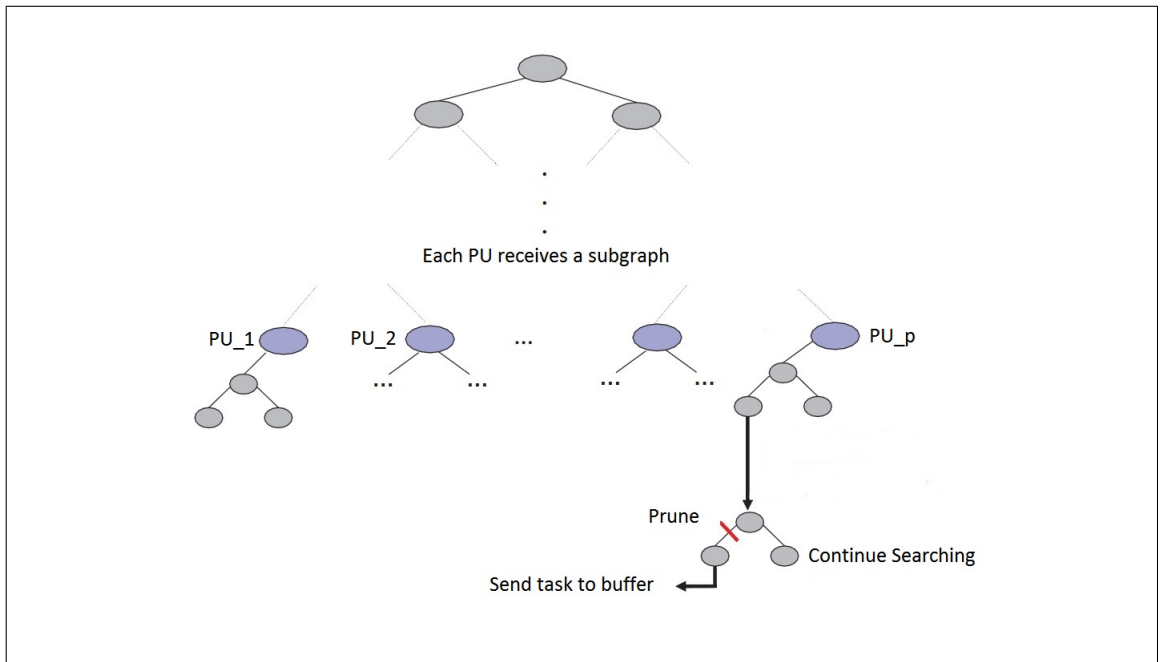 Each PU receives a subgraph
PU_1
PU_2
...
PU_p
...
...
...
...
Prune
Continue Searching
Send task to buffer